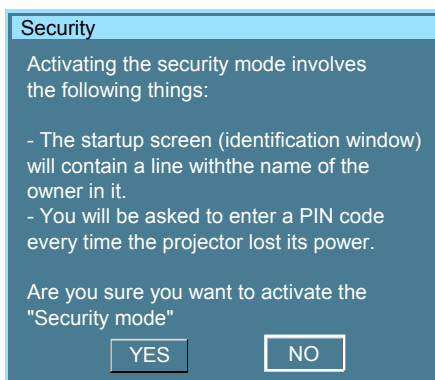 Security
Activating the security mode involves
the following things:
- The startup screen (identification window)
will contain a line withthe name of the
owner in it.
- You will be asked to enter a PIN code
every time the projector lost its power.
Are you sure you want to activate the
"Security mode"
YES NO